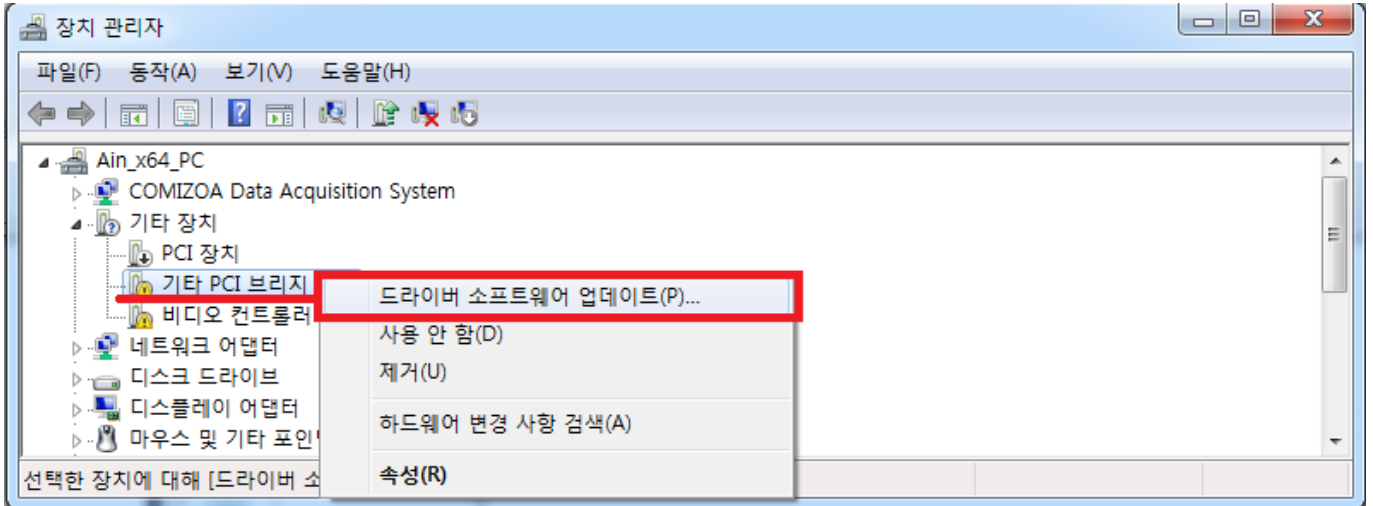 장치 관리자
파일(F) 동작(A) 보기(V) 도움말(H)
Ain_x64_PC
COMIZOA Data Acquisition System
기타 장치
PCI 장치
기타 PCI 브리지
비디오 컨트롤러
네트워크 어댑터
디스크 드라이브
디스플레이 어댑터
마우스 및 기타 포인
드라이버 소프트웨어 업데이트(P)...
사용 안 함(D)
제거(U)
하드웨어 변경 사항 검색(A)
속성(R)
선택한 장치에 대해 [드라이버 소